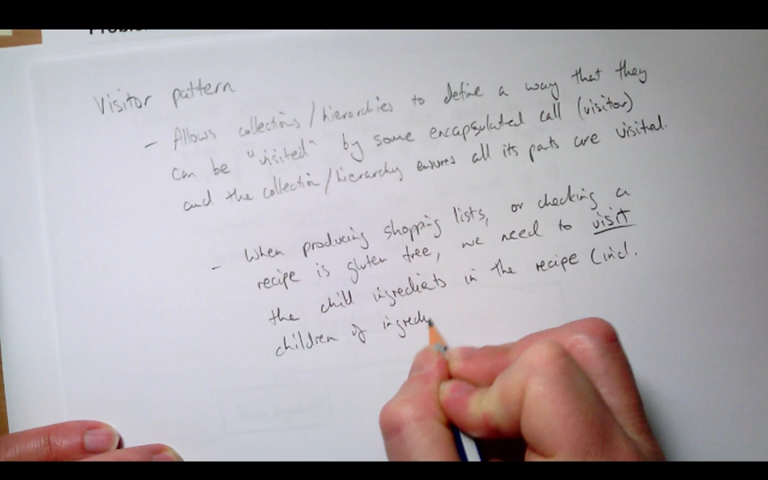 Visitor pattern
- Allows collections/hierarchies to define a way that they
can be "visited" by some encapsulated call (visitor)
and the collection/hierarchy ensures all its parts are visited.
- When producing shopping lists, or checking a
recipe is gluten free, we need to visit
the child ingredients in the recipe (incl.
children of ingredi